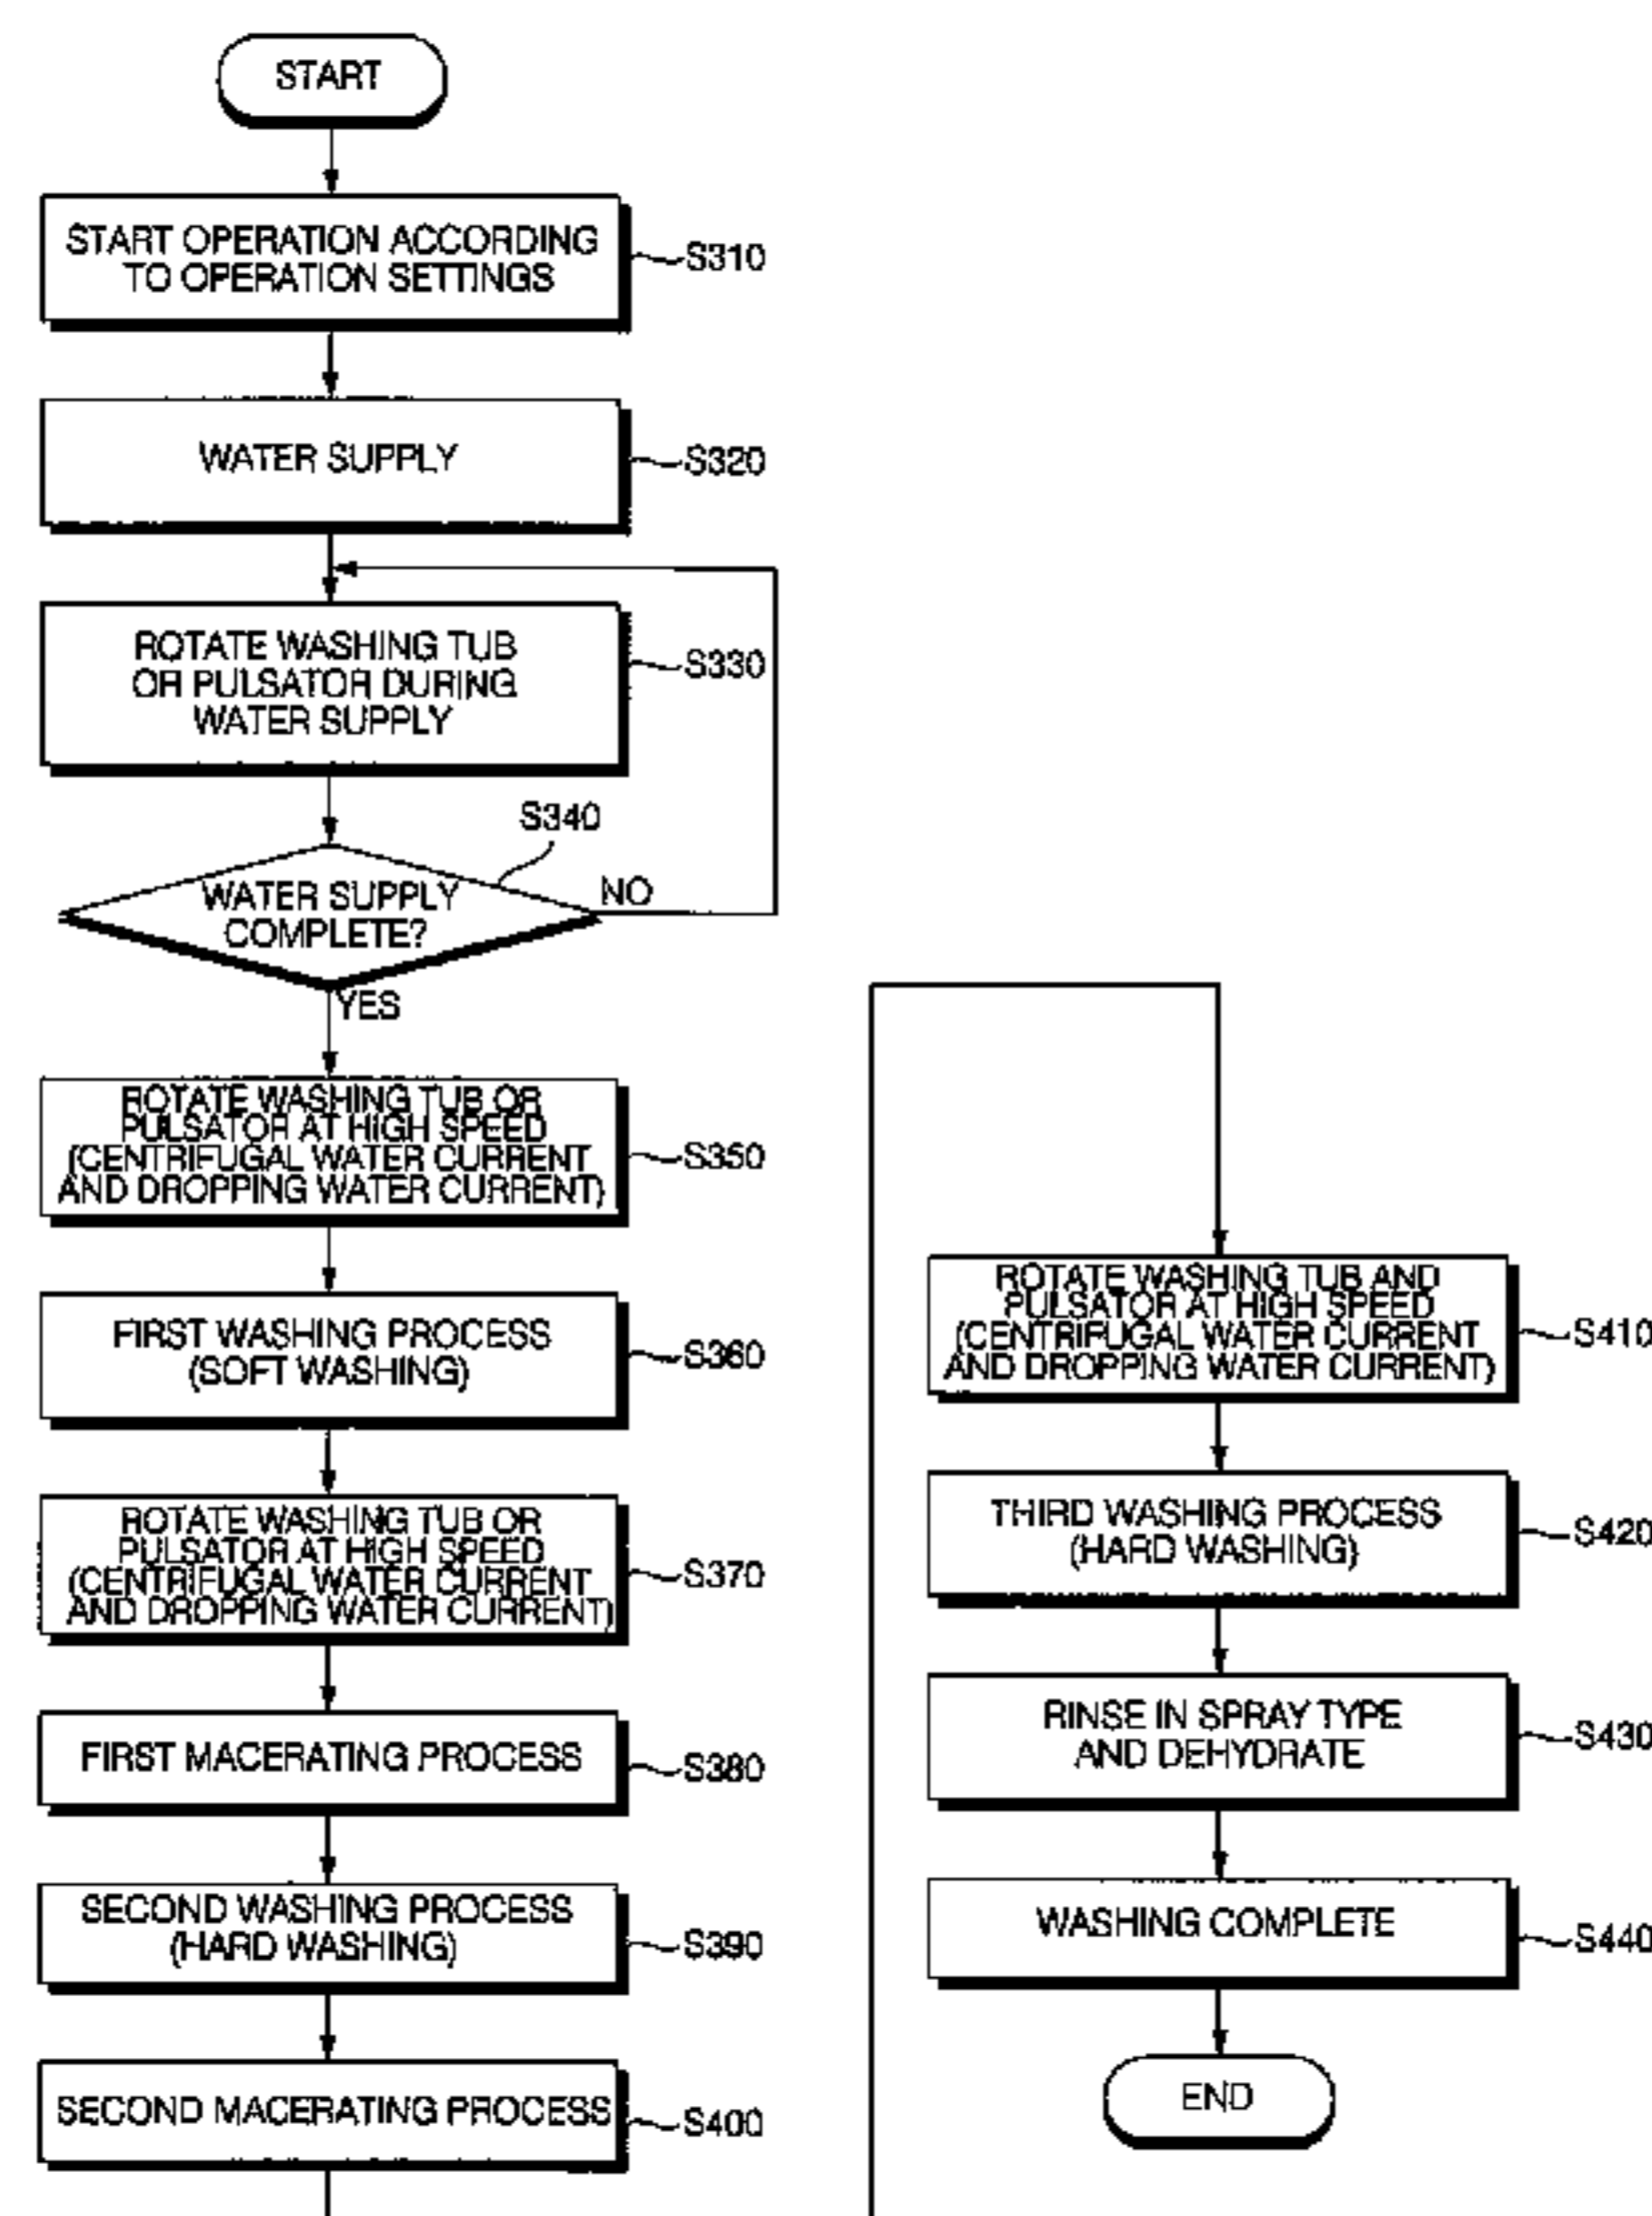 START
START OPERATION ACCORDING
TO OPERATION SETTINGS
S310
WATER SUPPLY
S320
ROTATE WASHING TUB
OR PULSATOR DURING
WATER SUPPLY
S330
S340
WATER SUPPLY
COMPLETE?
NO
YES
ROTATE WASHING TUB OR
PULSATOR AT HIGH SPEED
(CENTRIFUGAL WATER CURRENT
AND DROPPING WATER CURRENT)
S350
FIRST WASHING PROCESS
(SOFT WASHING)
S360
ROTATE WASHING TUB OR
PULSATOR AT HIGH SPEED
(CENTRIFUGAL WATER CURRENT
AND DROPPING WATER CURRENT)
S370
FIRST MACERATING PROCESS
S380
SECOND WASHING PROCESS
(HARD WASHING)
S390
SECOND MACERATING PROCESS
S400
ROTATE WASHING TUB AND
PULSATOR AT HIGH SPEED
(CENTRIFUGAL WATER CURRENT
AND DROPPING WATER CURRENT)
S410
THIRD WASHING PROCESS
(HARD WASHING)
S420
RINSE IN SPRAY TYPE
AND DEHYDRATE
S430
WASHING COMPLETE
S440
END